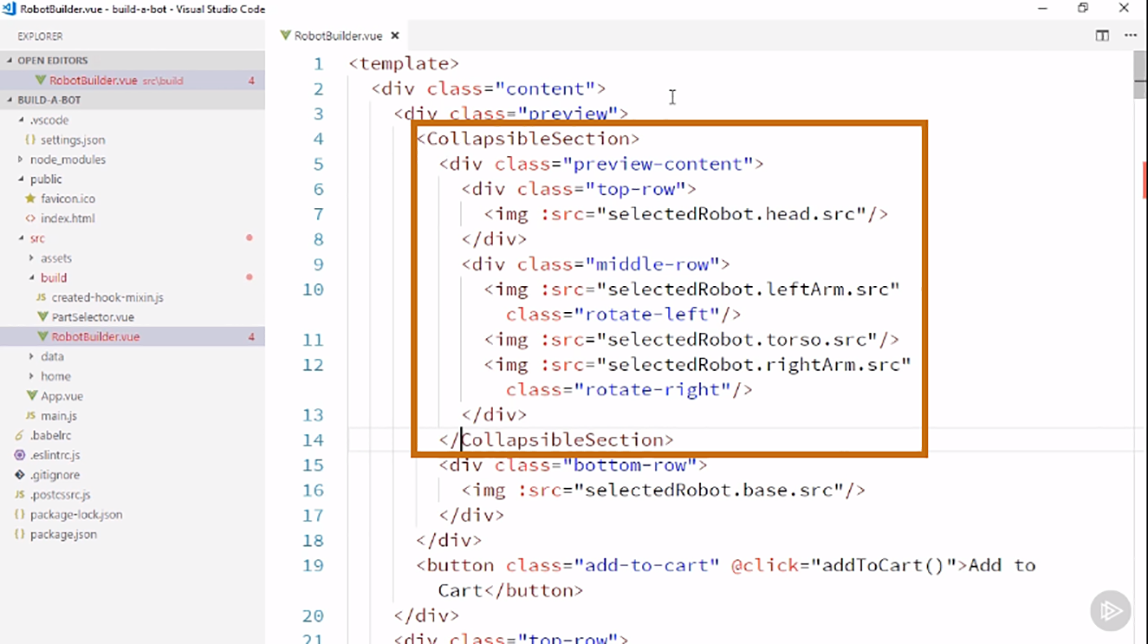 RobotBuilder.vue - build-a-bot - Visual Studio Code
EXPLORER
OPEN EDITORS
RobotBuilder.vue src\build 4
BUILD-A-BOT
.vscode
{} settings.json
node_modules
public
favicon.ico
<> index.html
src
assets
build
JS created-hook-mixin.js
PartSelector.vue
RobotBuilder.vue 4
data
home
App.vue
JS main.js
.babelrc
.eslintrc.js
.gitignore
JS .postcssrc.js
{} package-lock.json
{} package.json
RobotBuilder.vue
1 <template>
2 <div class="content">
3 <div class="preview">
4 <CollapsibleSection>
5 <div class="preview-content">
6 <div class="top-row">
7 <img :src="selectedRobot.head.src"/>
8 </div>
9 <div class="middle-row">
10 <img :src="selectedRobot.leftArm.src"
class="rotate-left"/>
11 <img :src="selectedRobot.torso.src"/>
12 <img :src="selectedRobot.rightArm.src"
class="rotate-right"/>
13 </div>
14 </CollapsibleSection>
15 <div class="bottom-row">
16 <img :src="selectedRobot.base.src"/>
17 </div>
18 </div>
19 <button class="add-to-cart" @click="addToCart()">Add to
Cart</button>
20 </div>
21 <div class="top-row">